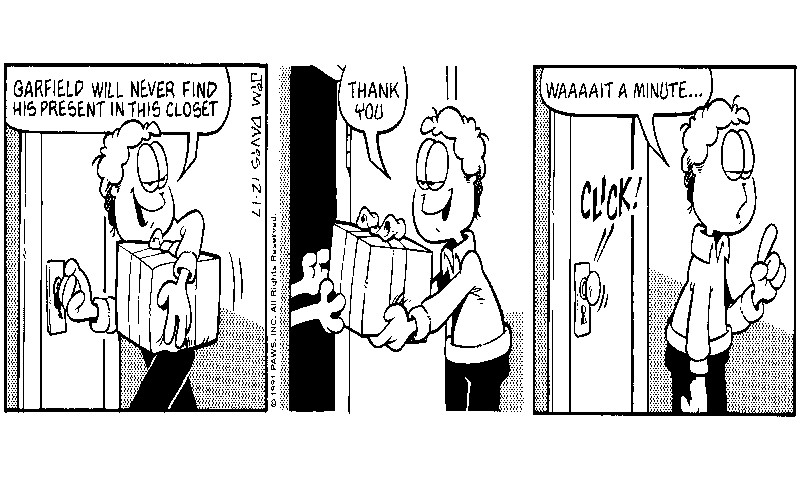 GARFIELD WILL NEVER FIND
HIS PRESENT IN THIS CLOSET
JIM DAVIS 12-17
© 1991 PAWS, INC. All Rights Reserved.
THANK
YOU
WAAAAIT A MINUTE...
CLICK!